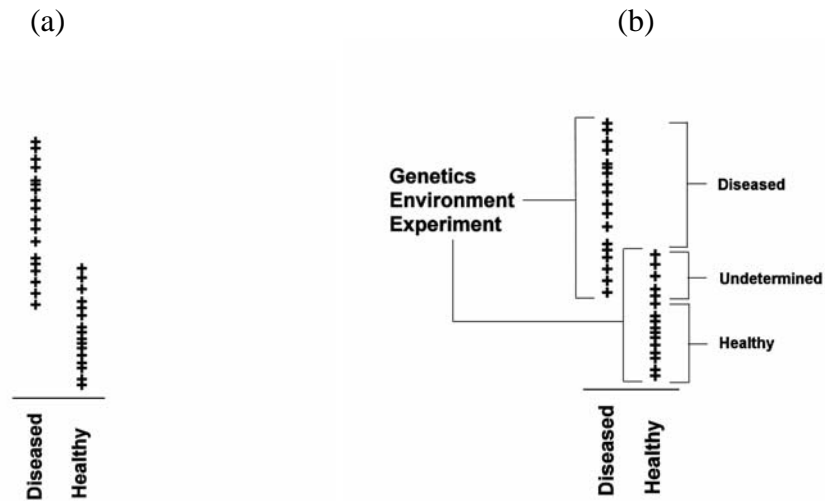 (a)
(b)
Genetics
Environment
Experiment
Diseased
Undetermined
Healthy
Diseased
Healthy
Diseased
Healthy